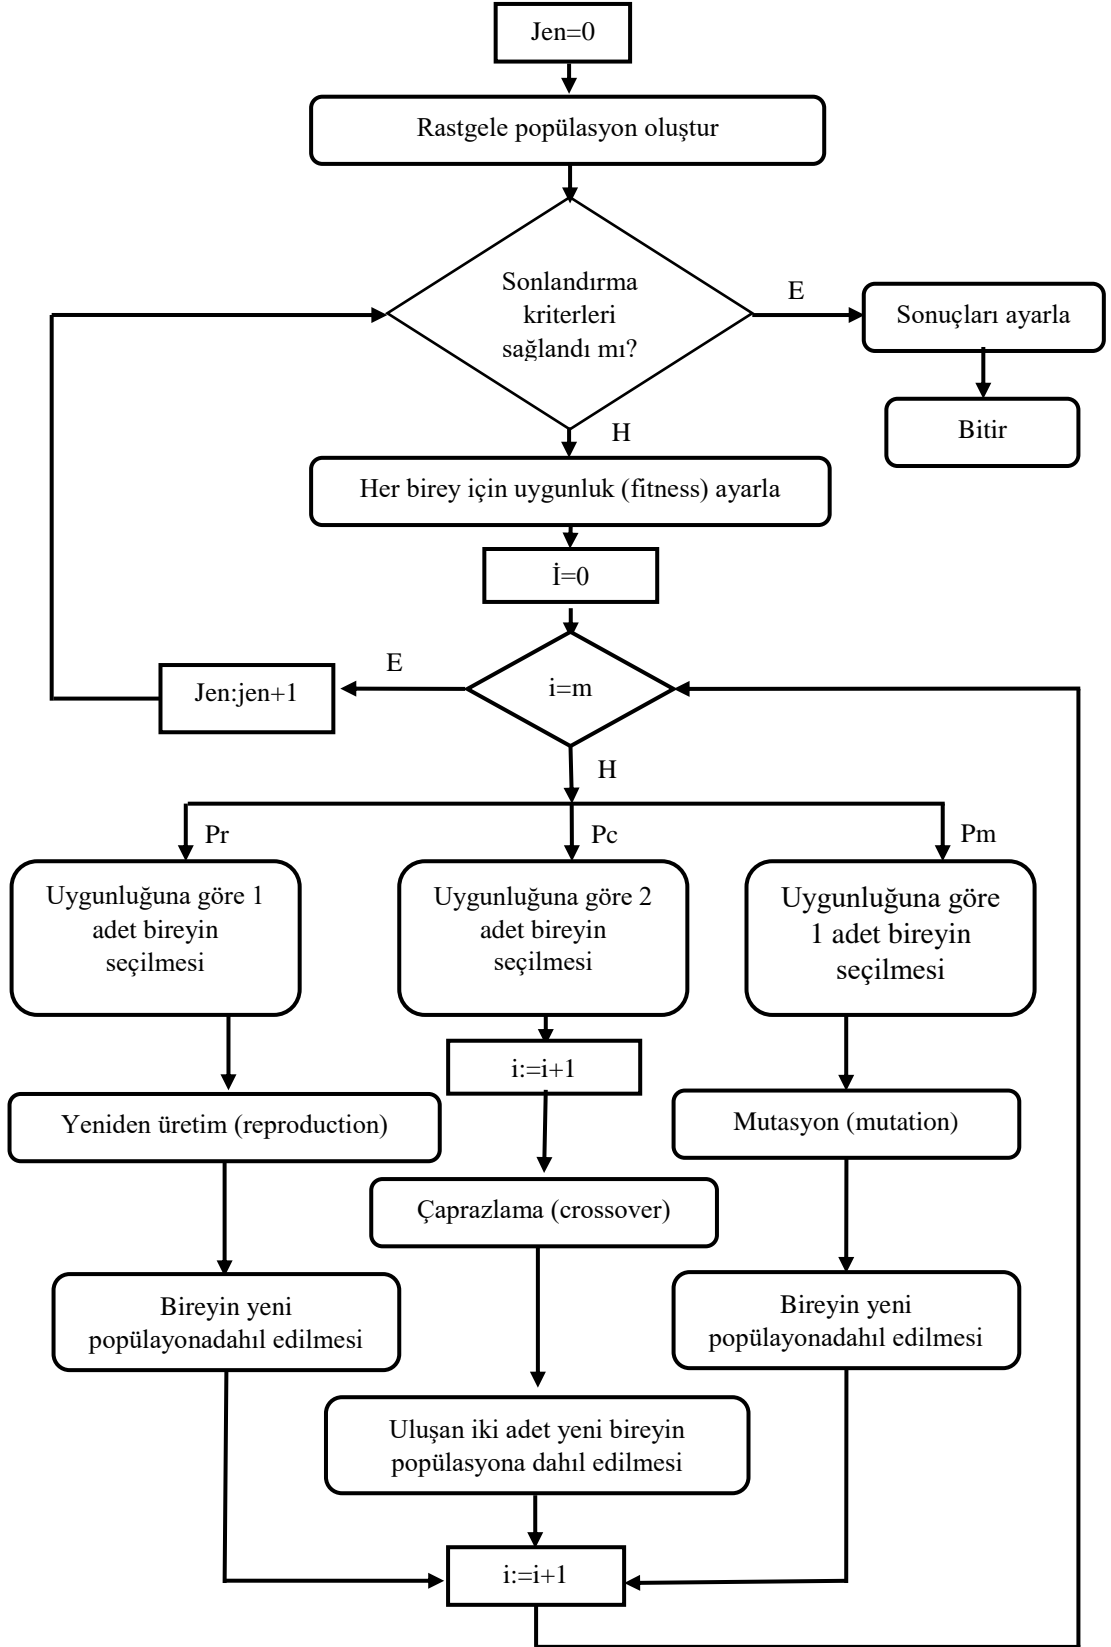 Jen=0
Rastgele popülasyon oluştur
Sonlandırma
kriterleri
sağlandı mı?
E
Sonuçları ayarla
Bitir
H
Her birey için uygunluk (fitness) ayarla
İ=0
i=m
E
Jen:jen+1
H
Pr
Pc
Pm
Uygunluğuna göre 1
adet bireyin
seçilmesi
Uygunluğuna göre 2
adet bireyin
seçilmesi
Uygunluğuna göre
1 adet bireyin
seçilmesi
i:=i+1
Yeniden üretim (reproduction)
Mutasyon (mutation)
Çaprazlama (crossover)
Bireyin yeni
popülayonadahıl edilmesi
Bireyin yeni
popülayonadahıl edilmesi
Uluşan iki adet yeni bireyin
popülasyona dahıl edilmesi
i:=i+1